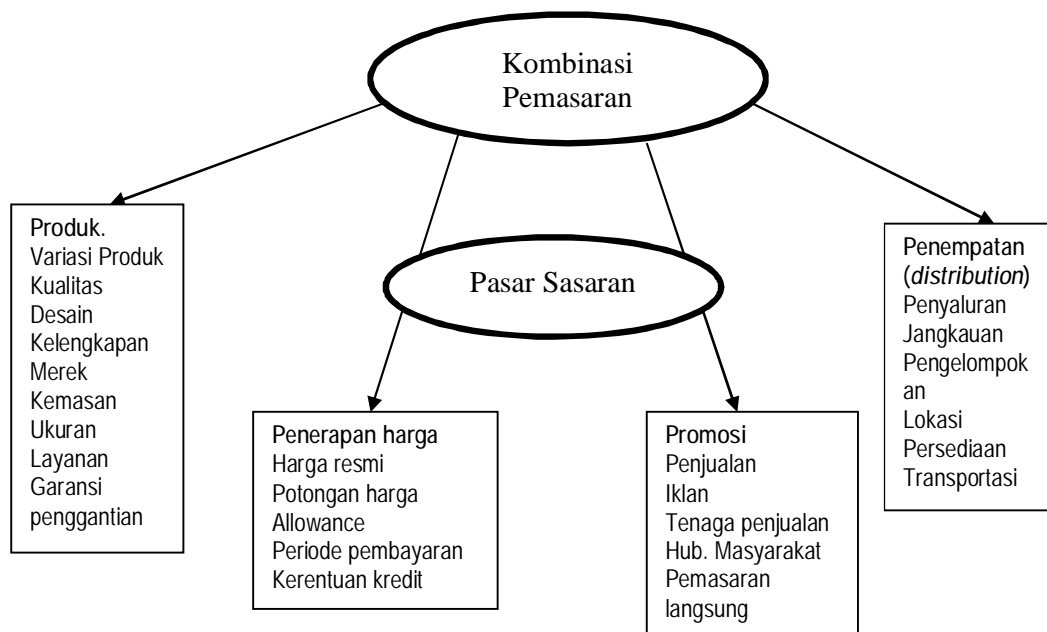 Kombinasi
Pemasaran
Pasar Sasaran
Produk.
Variasi Produk
Kualitas
Desain
Kelengkapan
Merek
Kemasan
Ukuran
Layanan
Garansi
penggantian
Penerapan harga
Harga resmi
Potongan harga
Allowance
Periode pembayaran
Kerentuan kredit
Promosi
Penjualan
Iklan
Tenaga penjualan
Hub. Masyarakat
Pemasaran
langsung
Penempatan
(distribution)
Penyaluran
Jangkauan
Pengelompok
an
Lokasi
Persediaan
Transportasi